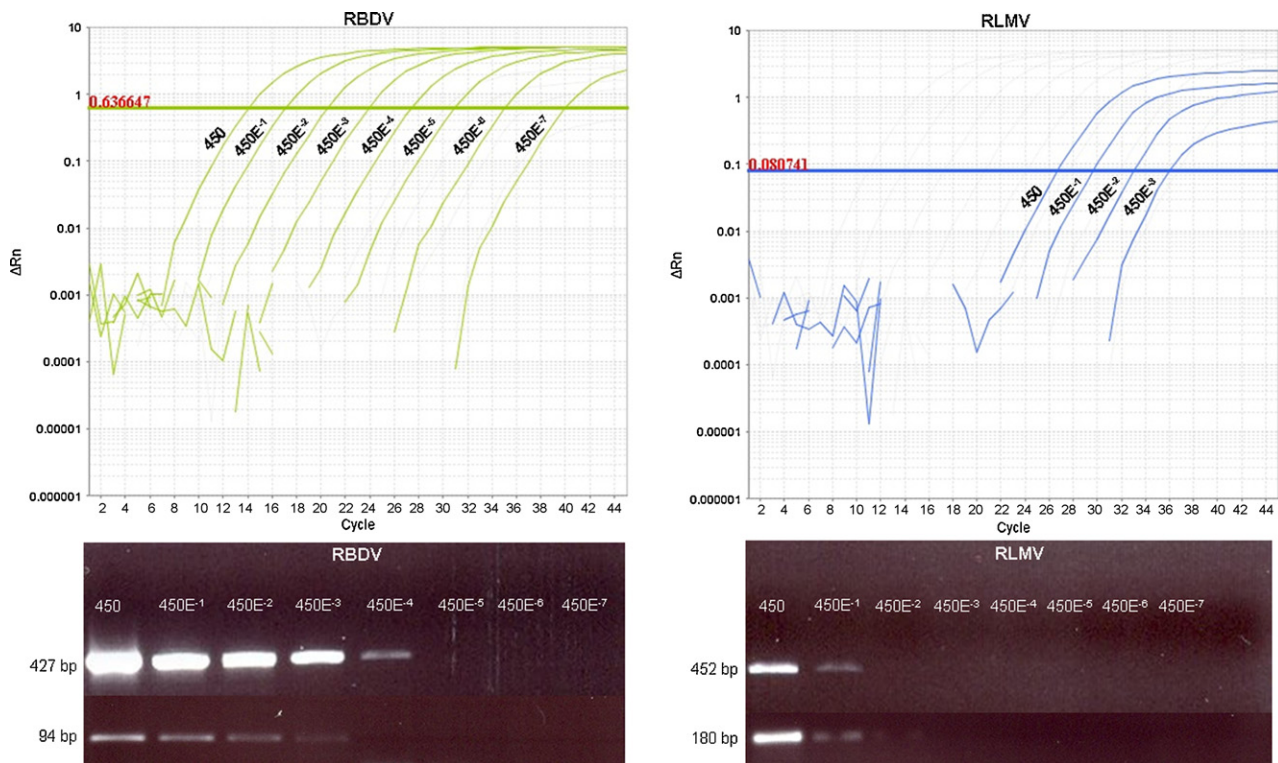 RBDV
10
1
0.1
0.01
0.001
0.0001
0.00001
0.000001
ΔRn
0.636647
450
450E-1
450E-2
450E-3
450E-4
450E-5
450E-6
450E-7
2 4 6 8 10 12 14 16 18 20 22 24 26 28 30 32 34 36 38 40 42 44
Cycle
RLMV
10
1
0.1
0.01
0.001
0.0001
0.00001
0.000001
ΔRn
0.080741
450
450E-1
450E-2
450E-3
2 4 6 8 10 12 14 16 18 20 22 24 26 28 30 32 34 36 38 40 42 44
Cycle
RBDV
450 450E-1 450E-2 450E-3 450E-4 450E-5 450E-6 450E-7
427 bp
94 bp
RLMV
450 450E-1 450E-2 450E-3 450E-4 450E-5 450E-6 450E-7
452 bp
180 bp